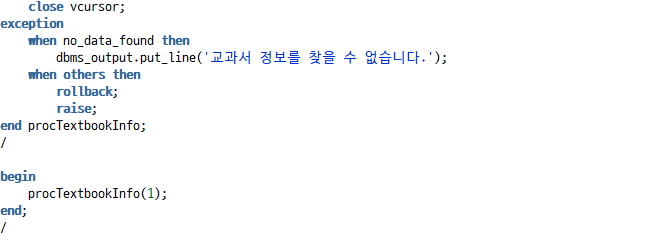 close vcursor;
exception
when no_data_found then
dbms_output.put_line('교과서 정보를 찾을 수 없습니다.');
when others then
rollback;
raise;
end procTextbookInfo;
/
begin
procTextbookInfo(1);
end;
/